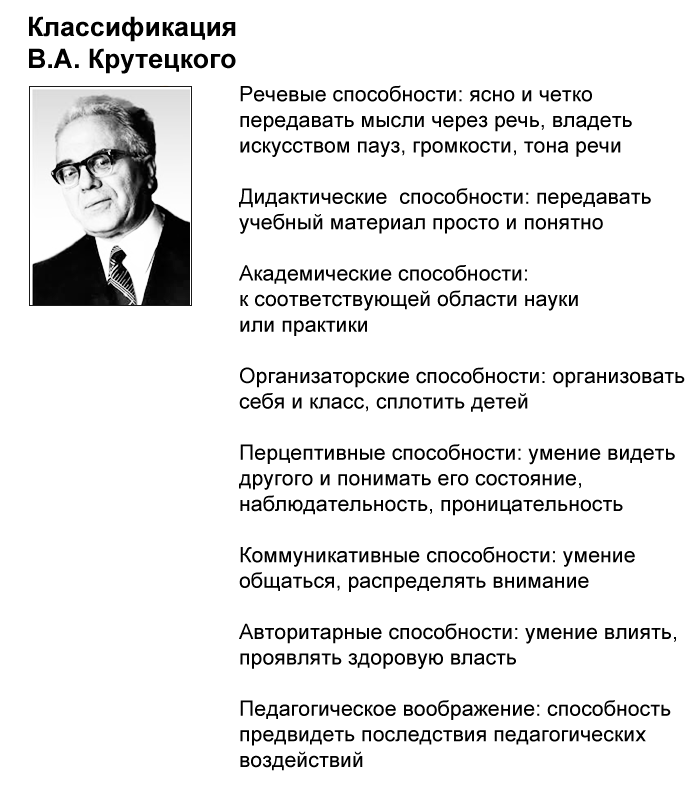 Классификация
В.А. Крутецкого
Речевые способности: ясно и четко
передавать мысли через речь, владеть
искусством пауз, громкости, тона речи
Дидактические  способности: передавать
учебный материал просто и понятно
Академические способности:
к соответствующей области науки
или практики
Организаторские способности: организовать
себя и класс, сплотить детей
Перцептивные способности: умение видеть
другого и понимать его состояние,
наблюдательность, проницательность
Коммуникативные способности: умение
общаться, распределять внимание
Авторитарные способности: умение влиять,
проявлять здоровую власть
Педагогическое воображение: способность
предвидеть последствия педагогических
воздействий